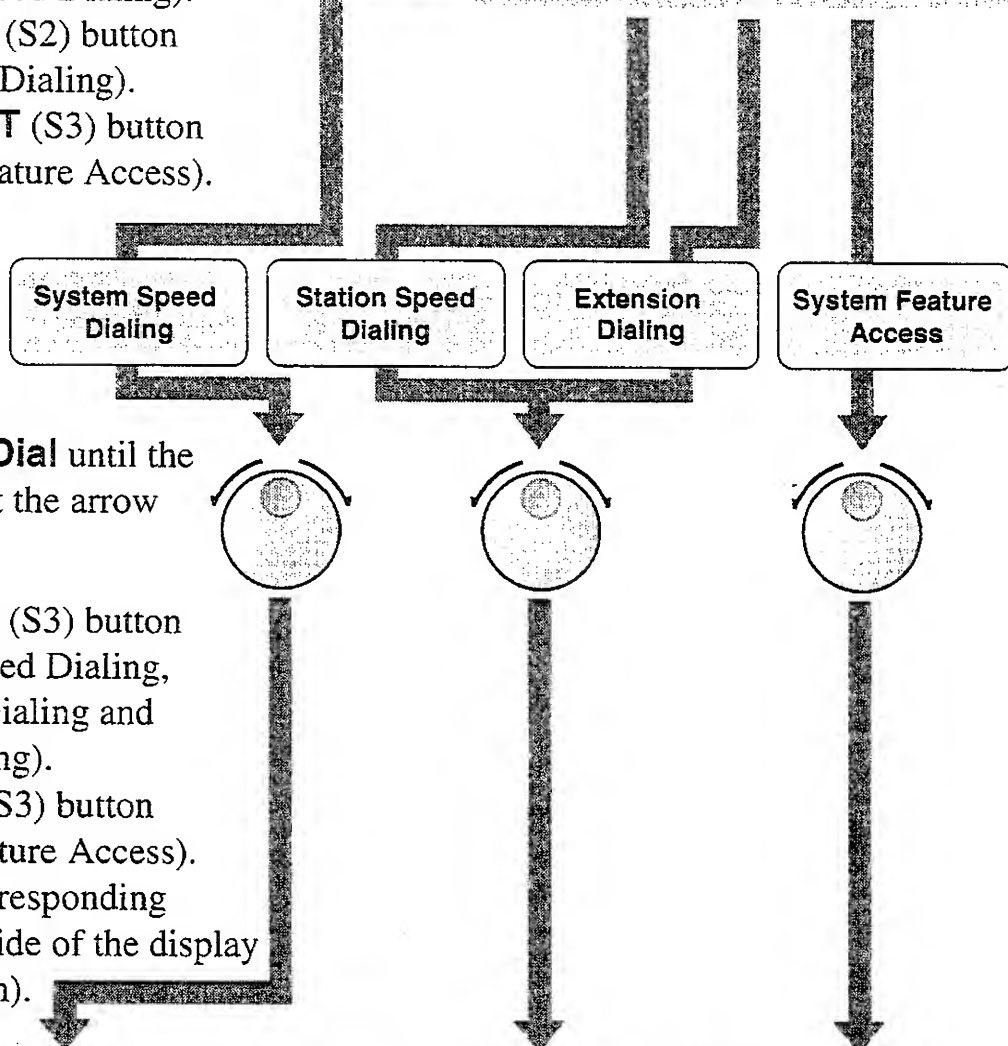 (S2) button
Dialing).
T (S3) button
ature Access).
System Speed
Dialing
Station Speed
Dialing
Extension
Dialing
System Feature
Access
Dial until the
the arrow
(S3) button
ed Dialing,
ialing and
ng).
S3) button
ture Access).
responding
ide of the display
n).